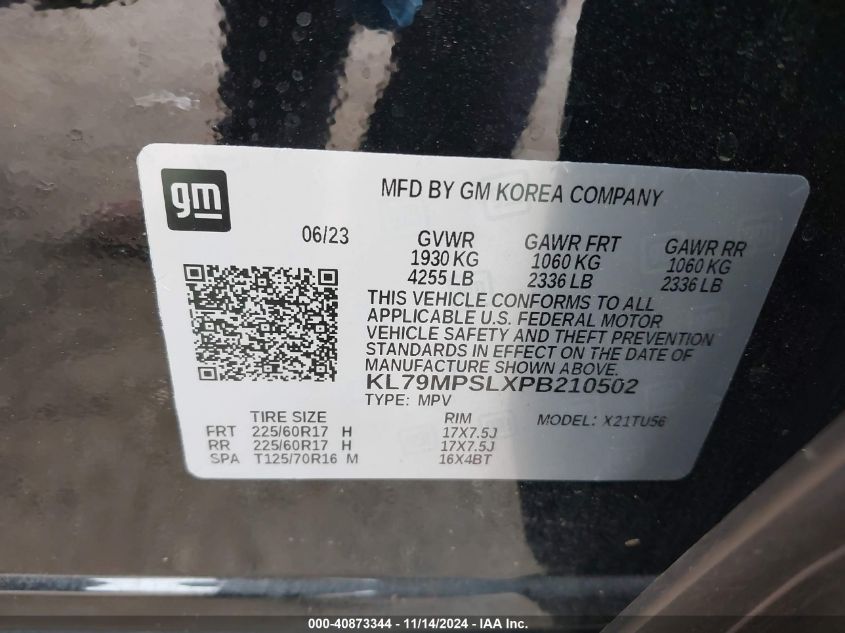 gm
MFD BY GM KOREA COMPANY
06/23
GVWR GAWR FRT GAWR RR
1930 KG 1060 KG 1060 KG
4255 LB 2336 LB 2336 LB
THIS VEHICLE CONFORMS TO ALL
APPLICABLE U.S. FEDERAL MOTOR
VEHICLE SAFETY AND THEFT PREVENTION
STANDARDS IN EFFECT ON THE DATE OF
MANUFACTURE SHOWN ABOVE.
KL79MPSLXPB210502
TYPE: MPV
TIRE SIZE RIM MODEL: X21TU56
FRT 225/60R17 H 17X7.5J
RR 225/60R17 H 17X7.5J
SPA T125/70R16 M 16X4BT
000-40873344 - 11/14/2024 - IAA Inc.